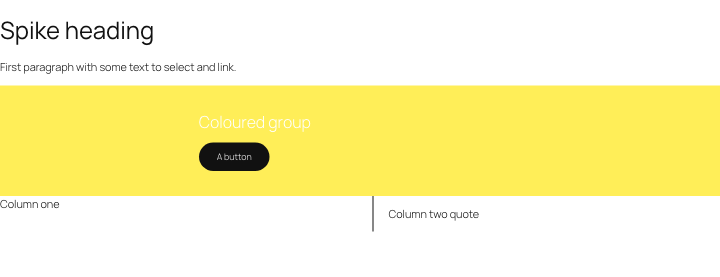 Spike heading
First paragraph with some text to select and link.
Coloured group
A button
Column one
Column two quote